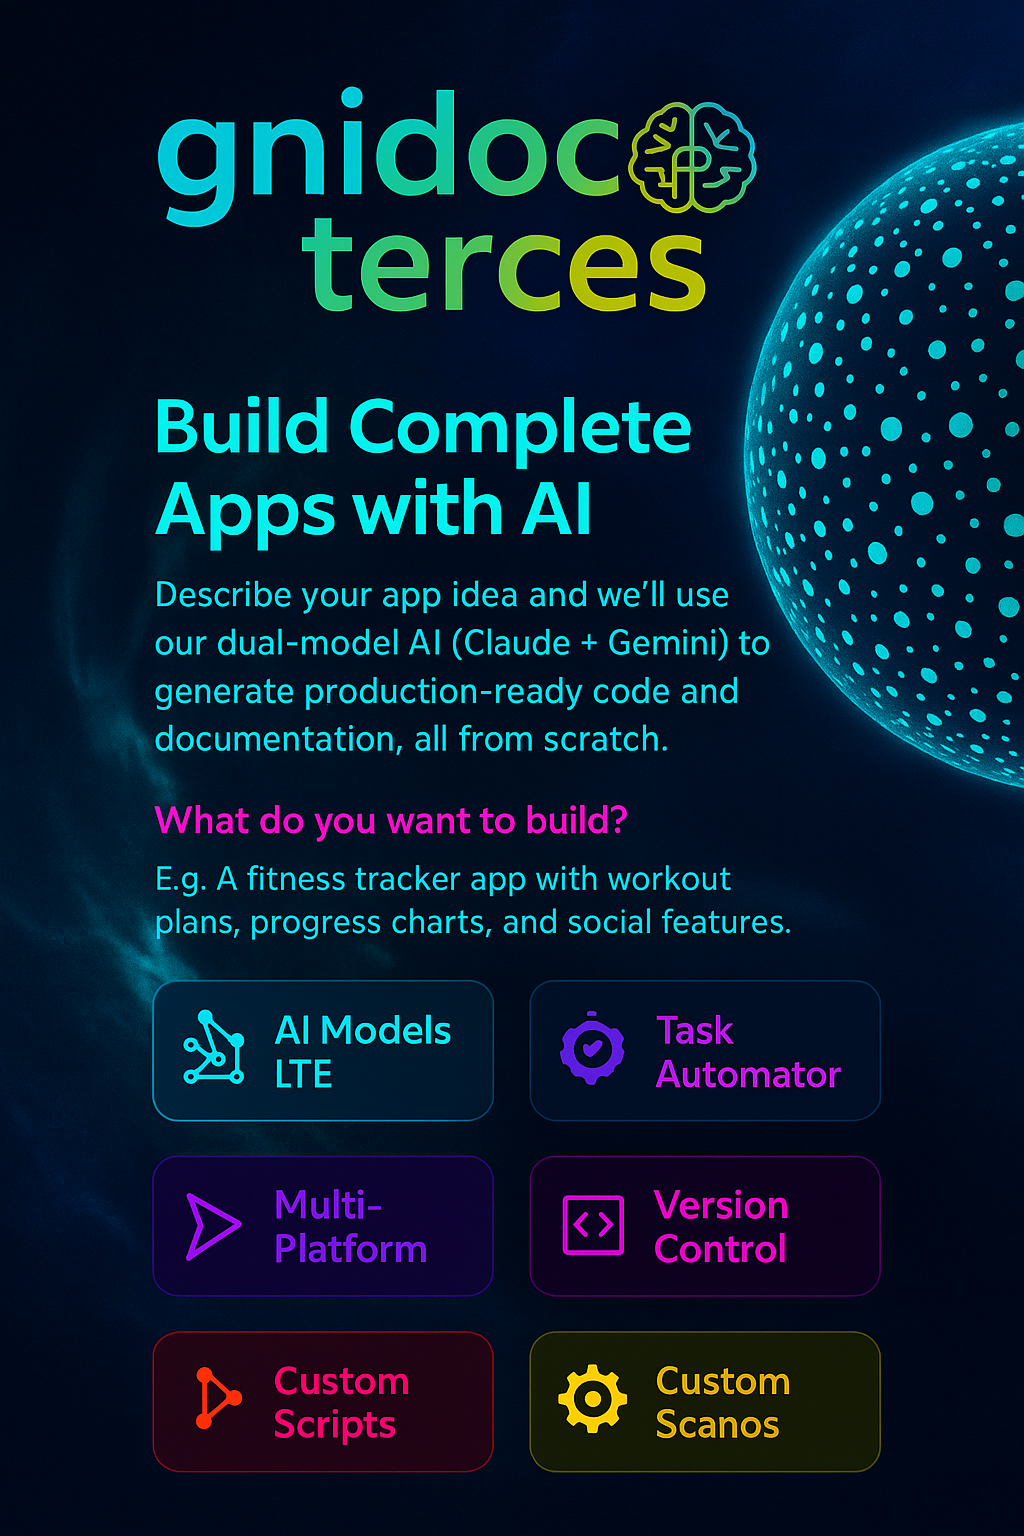 gnidoc
terces
Build Complete
Apps with AI
Describe your app idea and we’ll use
our dual-model AI (Claude + Gemini) to
generate production-ready code and
documentation, all from scratch.
What do you want to build?
E.g. A fitness tracker app with workout
plans, progress charts, and social features.
AI Models
LTE
Task
Automator
Multi-
Platform
Version
Control
Custom
Scripts
Custom
Scanos